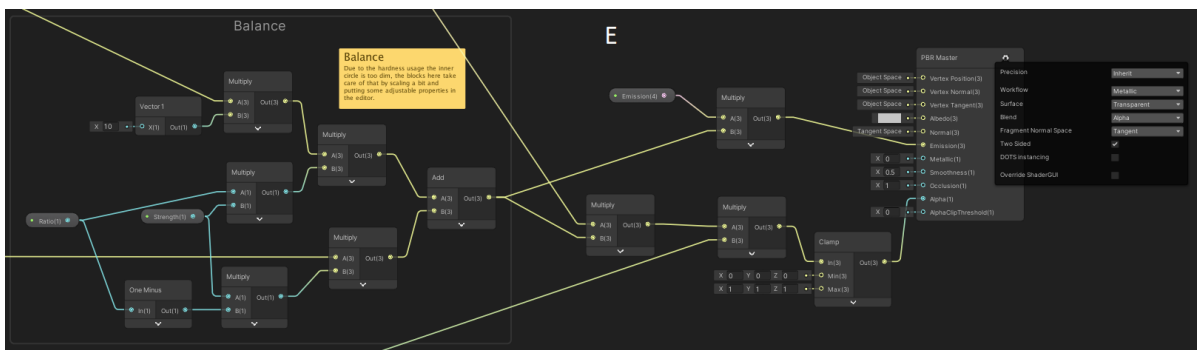 Balance
Balance
Due to the hardness usage the inner
circle is too dim, the blocks here take
care of that by scaling a bit and
putting some adjustable properties in
the editor.
Multiply
A(3) Out(3)
B(3)
Vector 1
X 10 X(1) Out(1)
Multiply
A(3) Out(3)
B(3)
Multiply
A(1) Out(1)
B(1)
Ratio(1)
Strength(1)
Add
A(3) Out(3)
B(3)
Multiply
A(3) Out(3)
B(3)
One Minus
In(1) Out(1)
Multiply
A(1) Out(1)
B(1)
E
Emission(4)
Multiply
A(3) Out(3)
B(3)
Multiply
A(3) Out(3)
B(3)
Multiply
A(3) Out(3)
B(3)
Clamp
In(3) Out(3)
X 0 Y 0 Z 0 Min(3)
X 1 Y 1 Z 1 Max(3)
PBR Master
Object Space Vertex Position(3)
Object Space Vertex Normal(3)
Object Space Vertex Tangent(3)
Albedo(3)
Tangent Space Normal(3)
Emission(3)
X 0 Metallic(1)
X 0.5 Smoothness(1)
X 1 Occlusion(1)
Alpha(1)
X 0 AlphaClipThreshold(1)
Precision Inherit
Workflow Metallic
Surface Transparent
Blend Alpha
Fragment Normal Space Tangent
Two Sided
DOTS Instancing
Override ShaderGUI